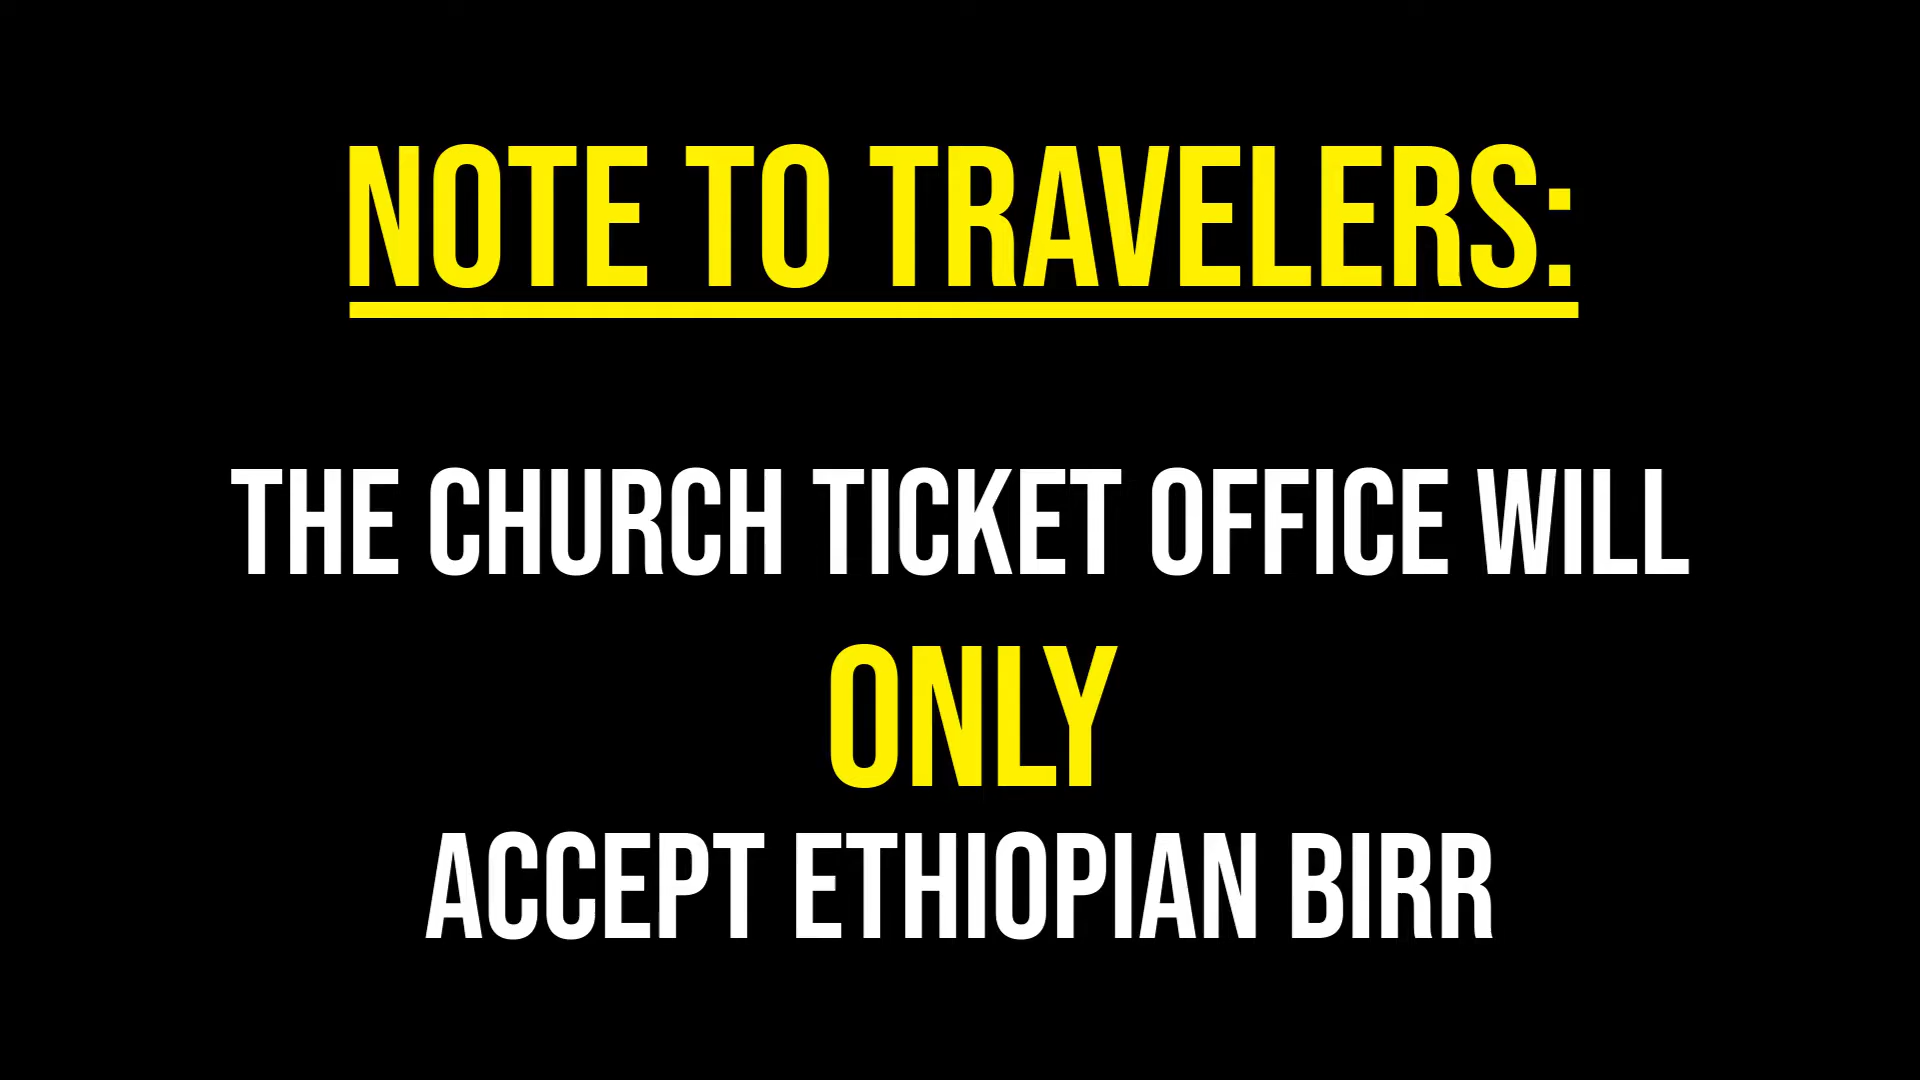 NOTE TO TRAVELERS:
THE CHURCH TICKET OFFICE WILL
ONLY
ACCEPT ETHIOPIAN BIRR